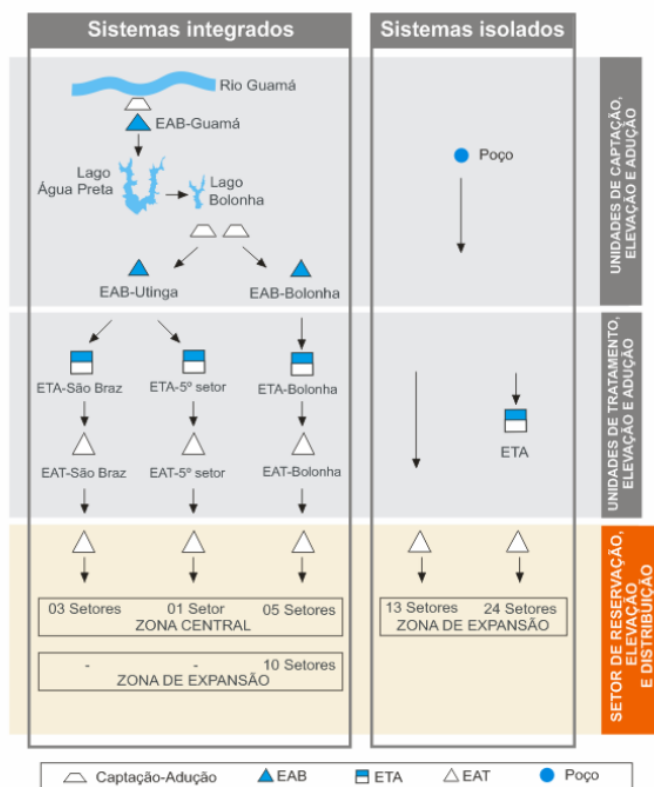 Sistemas integrados
Sistemas isolados
Rio Guamá
EAB-Guamá
Lago
Água Preta
Lago
Bolonha
EAB-Utinga
EAB-Bolonha
Poço
UNIDADES DE CAPTAÇÃO,
ELEVAÇÃO E ADUÇÃO
ETA-São Braz
ETA-5º setor
ETA-Bolonha
ETA
EAT-São Braz
EAT-5º setor
EAT-Bolonha
UNIDADES DE TRATAMENTO,
ELEVAÇÃO E ADUÇÃO
03 Setores
01 Setor
05 Setores
ZONA CENTRAL
13 Setores
24 Setores
ZONA DE EXPANSÃO
-
-
10 Setores
ZONA DE EXPANSÃO
SETOR DE RESERVAÇÃO,
ELEVAÇÃO
E DISTRIBUIÇÃO
Captação-Adução
EAB
ETA
EAT
Poço